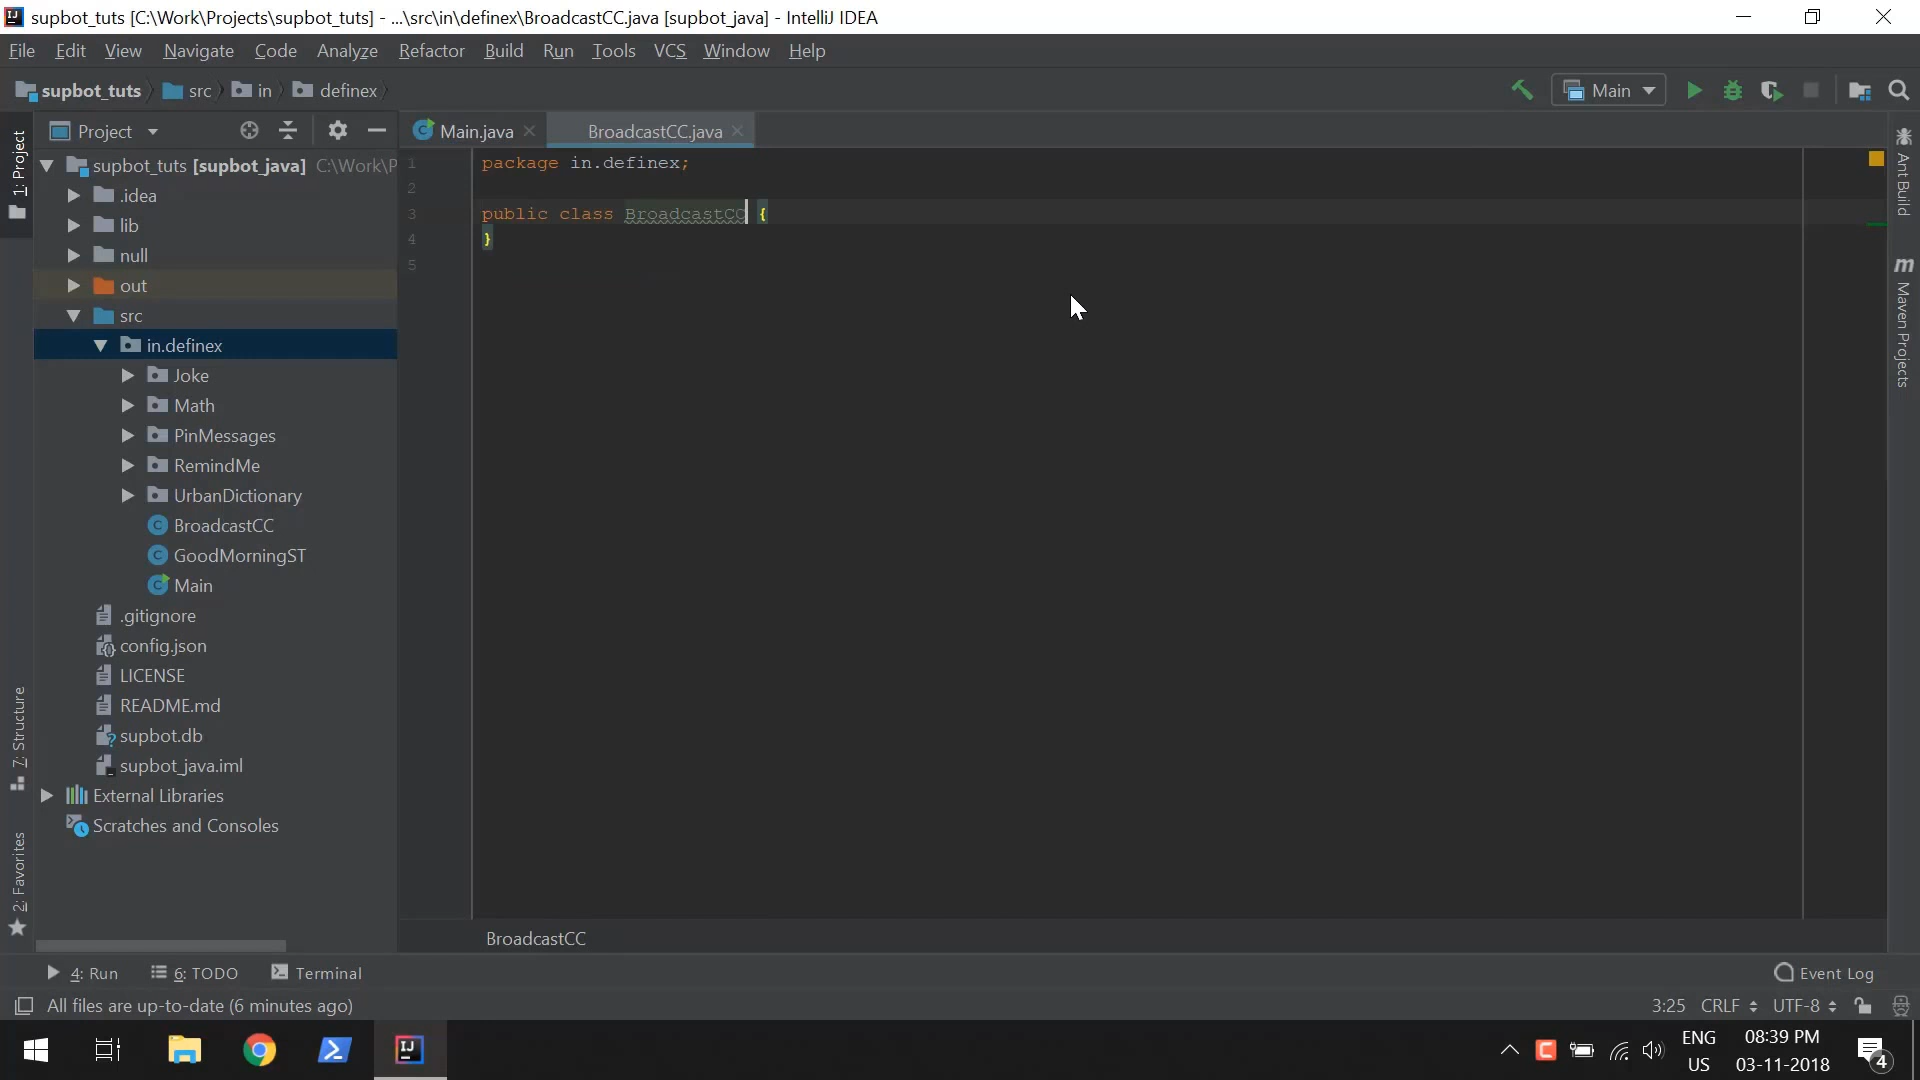 supbot_tuts [C:\Work\Projects\supbot_tuts] - ...\src\in\definex\BroadcastCC.java [supbot_java] - IntelliJ IDEA
File Edit View Navigate Code Analyze Refactor Build Run Tools VCS Window Help
supbot_tuts src in definex
Main
1: Project
Project
Main.java
BroadcastCC.java
Ant Build
Maven Projects
supbot_tuts [supbot_java] C:\Work\P
.idea
lib
null
out
src
in.definex
Joke
Math
PinMessages
RemindMe
UrbanDictionary
BroadcastCC
GoodMorningST
Main
.gitignore
config.json
LICENSE
README.md
supbot.db
supbot_java.iml
External Libraries
Scratches and Consoles
7: Structure
2: Favorites
1 package in.definex;
2
3 public class BroadcastCC {
4 }
5
BroadcastCC
4: Run 6: TODO Terminal Event Log
All files are up-to-date (6 minutes ago) 3:25 CRLF UTF-8
ENG 08:39 PM
US 03-11-2018 4